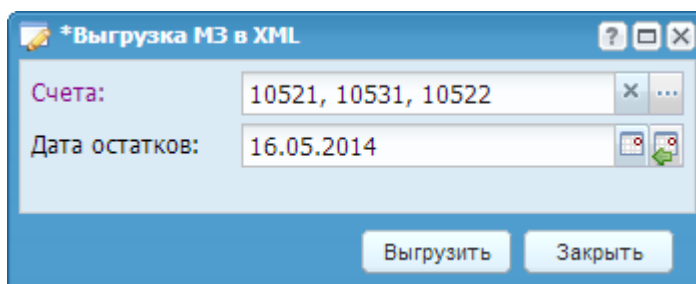 *Выгрузка МЗ в XML
Счета: 10521, 10531, 10522
Дата остатков: 16.05.2014
Выгрузить Закрыть